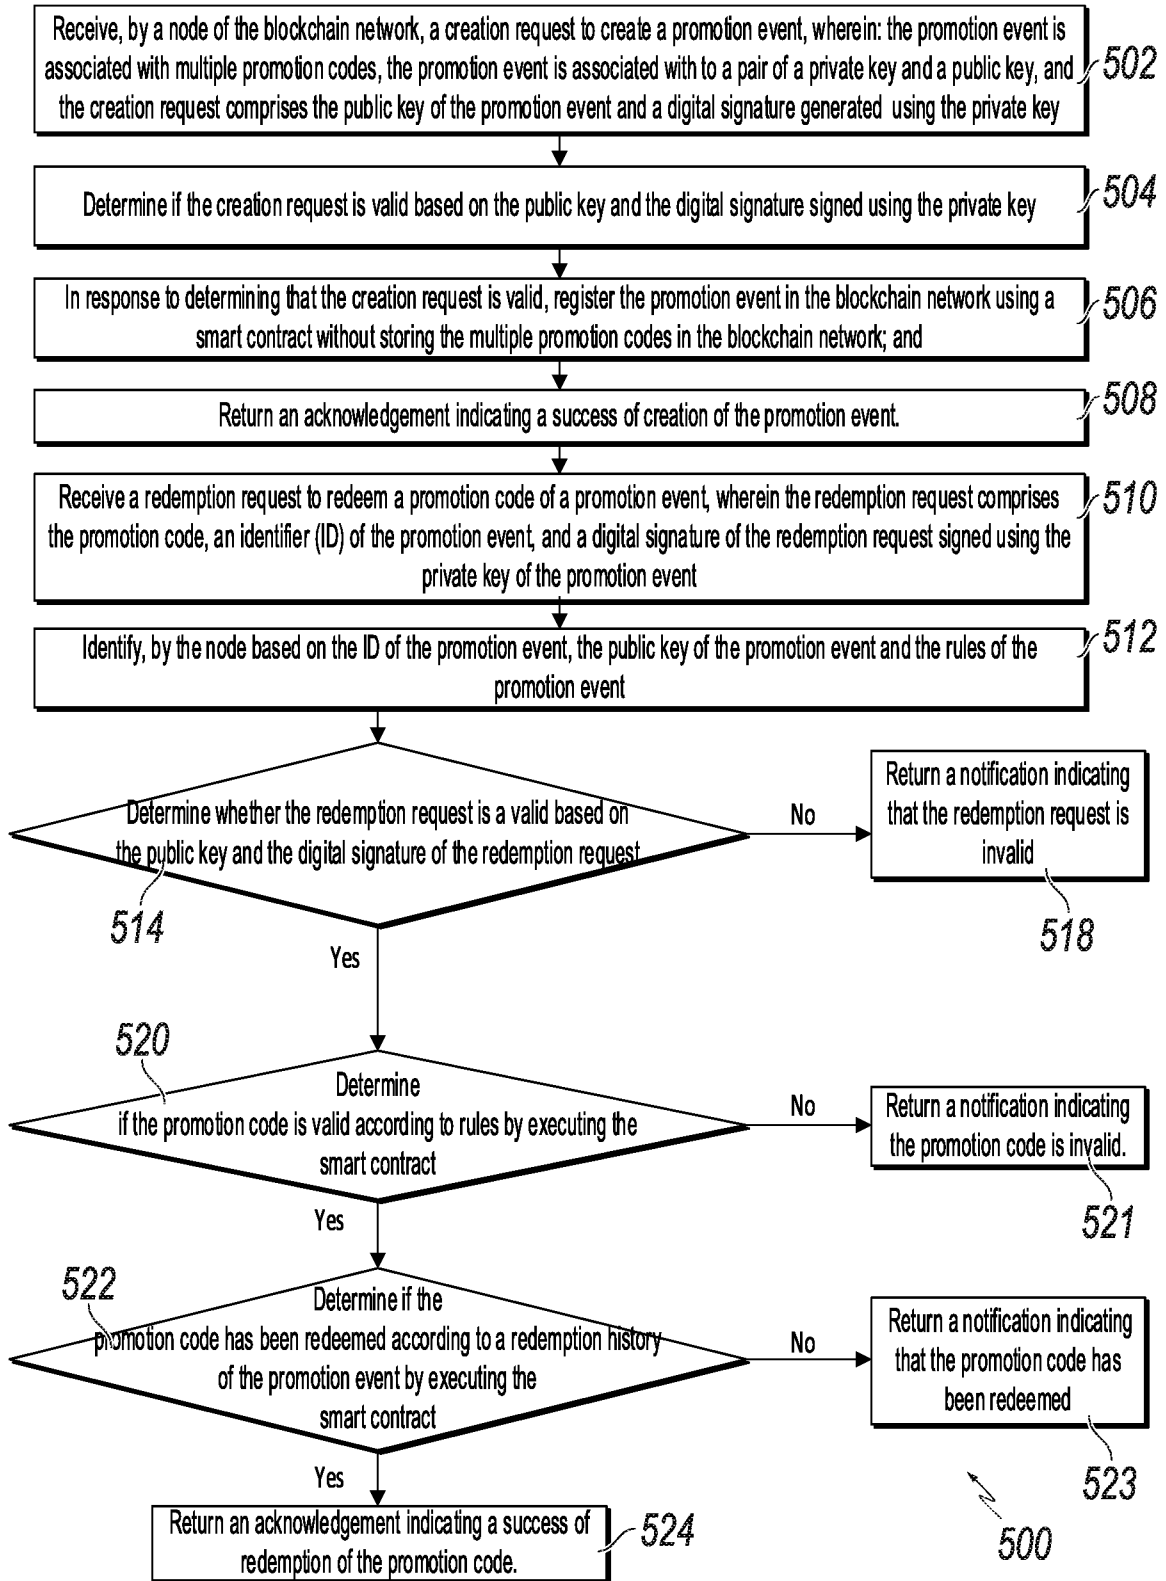 Receive, by a node of the blockchain network, a creation request to create a promotion event, wherein: the promotion event is
associated with multiple promotion codes, the promotion event is associated with to a pair of a private key and a public key, and
the creation request comprises the public key of the promotion event and a digital signature generated using the private key
502
Determine if the creation request is valid based on the public key and the digital signature signed using the private key
504
In response to determining that the creation request is valid, register the promotion event in the blockchain network using a
smart contract without storing the multiple promotion codes in the blockchain network; and
506
Return an acknowledgement indicating a success of creation of the promotion event.
508
Receive a redemption request to redeem a promotion code of a promotion event, wherein the redemption request comprises
the promotion code, an identifier (ID) of the promotion event, and a digital signature of the redemption request signed using the
private key of the promotion event
510
Identify, by the node based on the ID of the promotion event, the public key of the promotion event and the rules of the
promotion event
512
Determine whether the redemption request is a valid based on
the public key and the digital signature of the redemption request
514
No
Return a notification indicating
that the redemption request is
invalid
518
Yes
520
Determine
if the promotion code is valid according to rules by executing the
smart contract
No
Return a notification indicating
the promotion code is invalid.
521
Yes
522
Determine if the
promotion code has been redeemed according to a redemption history
of the promotion event by executing the
smart contract
No
Return a notification indicating
that the promotion code has
been redeemed
523
Yes
Return an acknowledgement indicating a success of
redemption of the promotion code.
524
500